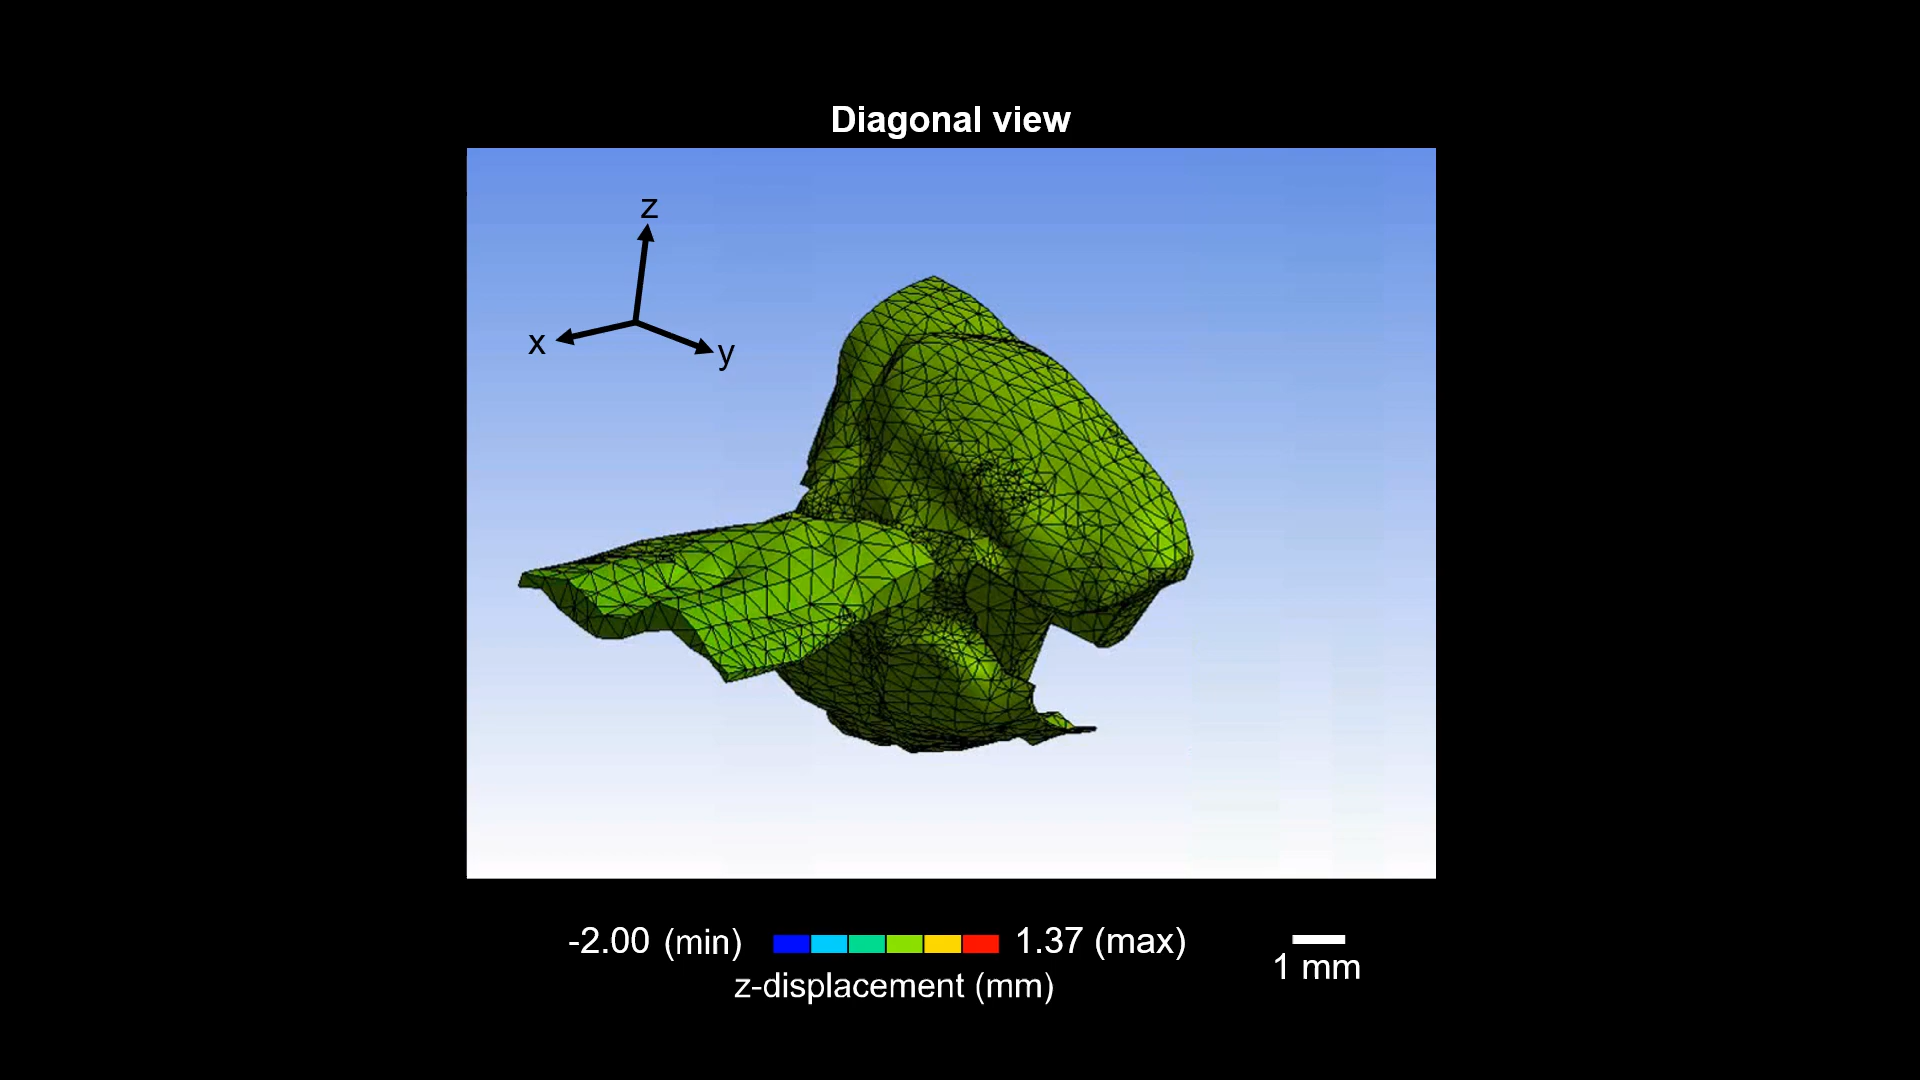 Diagonal view
z
x
y
-2.00 (min) 1.37 (max)
z-displacement (mm)
1 mm